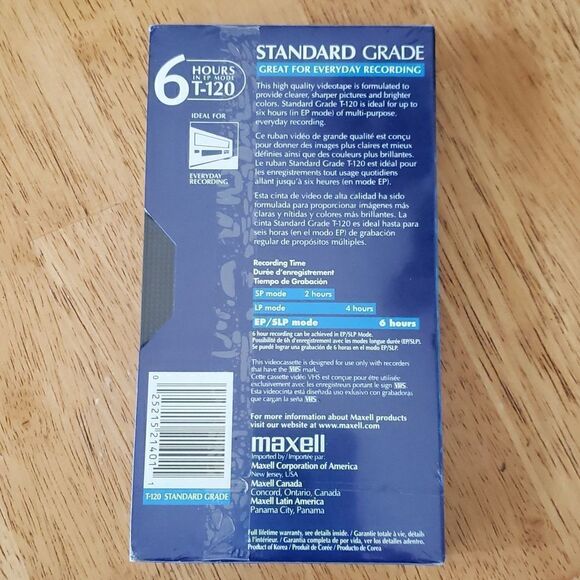 6 HOURS
IN EP MODE
T-120
IDEAL FOR
EVERYDAY
RECORDING
STANDARD GRADE
GREAT FOR EVERYDAY RECORDING
This high quality videotape is formulated to
provide clearer, sharper pictures and brighter
colors. Standard Grade T-120 is ideal for up to
six hours (in EP mode) of multi-purpose,
everyday recording.
Ce ruban vidéo de grande qualité est conçu
pour donner des images plus claires et mieux
définies ainsi que des couleurs plus brillantes.
Le ruban Standard Grade T-120 est idéal pour
les enregistrements tout usage quotidiens
allant jusqu'à six heures (en mode EP).
Esta cinta de video de alta calidad ha sido
formulada para proporcionar imágenes más
claras y nítidas y colores más brillantes. La
cinta Standard Grade T-120 es ideal hasta para
seis horas (en el modo EP) de grabación
regular de propósitos múltiples.
Recording Time
Durée d'enregistrement
Tiempo de Grabación
SP mode 2 hours
LP mode 4 hours
EP/SLP mode 6 hours
6 hour recording can be achieved in EP/SLP Mode.
Possibilité de 6h d'enregistrement avec les modes longue durée (EP/SLP).
Se puede lograr una grabación de 6 horas en el modo EP/SLP.
This videocassette is designed for use only with recorders
that have the VHS mark.
Cette cassette vidéo VHS est conçue pour être utilisée
exclusivement avec les enregistreurs portant le sign VHS.
Esta videocinta está diseñada para uso exclusivo con grabadoras
que cargan la seña VHS.
For more information about Maxell products
visit our website at www.maxell.com
maxell
Imported by/Importée par:
Maxell Corporation of America
New Jersey, USA
Maxell Canada
Concord, Ontario, Canada
Maxell Latin America
Panama City, Panama
Full lifetime warranty, see details inside. / Garantie totale à vie, détails
à l'intérieur. / Garantía completa de por vida, ver los detalles adentro.
Product of Korea / Produit de Corée / Producto de Corea
0 25215 21401 1
T-120 STANDARD GRADE